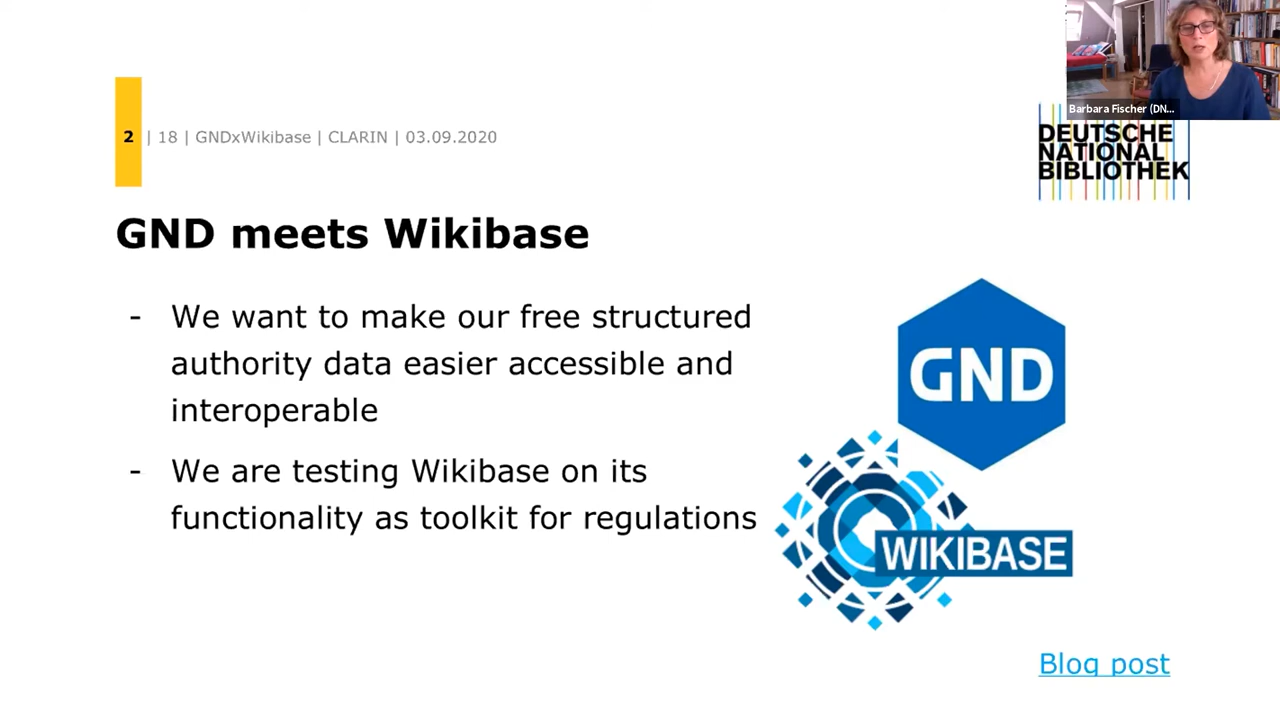 Barbara Fischer (DN...
2 | 18 | GNDxWikibase | CLARIN | 03.09.2020
DEUTSCHE
NATIONAL
BIBLIOTHEK
GND meets Wikibase
- We want to make our free structured
authority data easier accessible and
interoperable
- We are testing Wikibase on its
functionality as toolkit for regulations
GND
WIKIBASE
Blog post